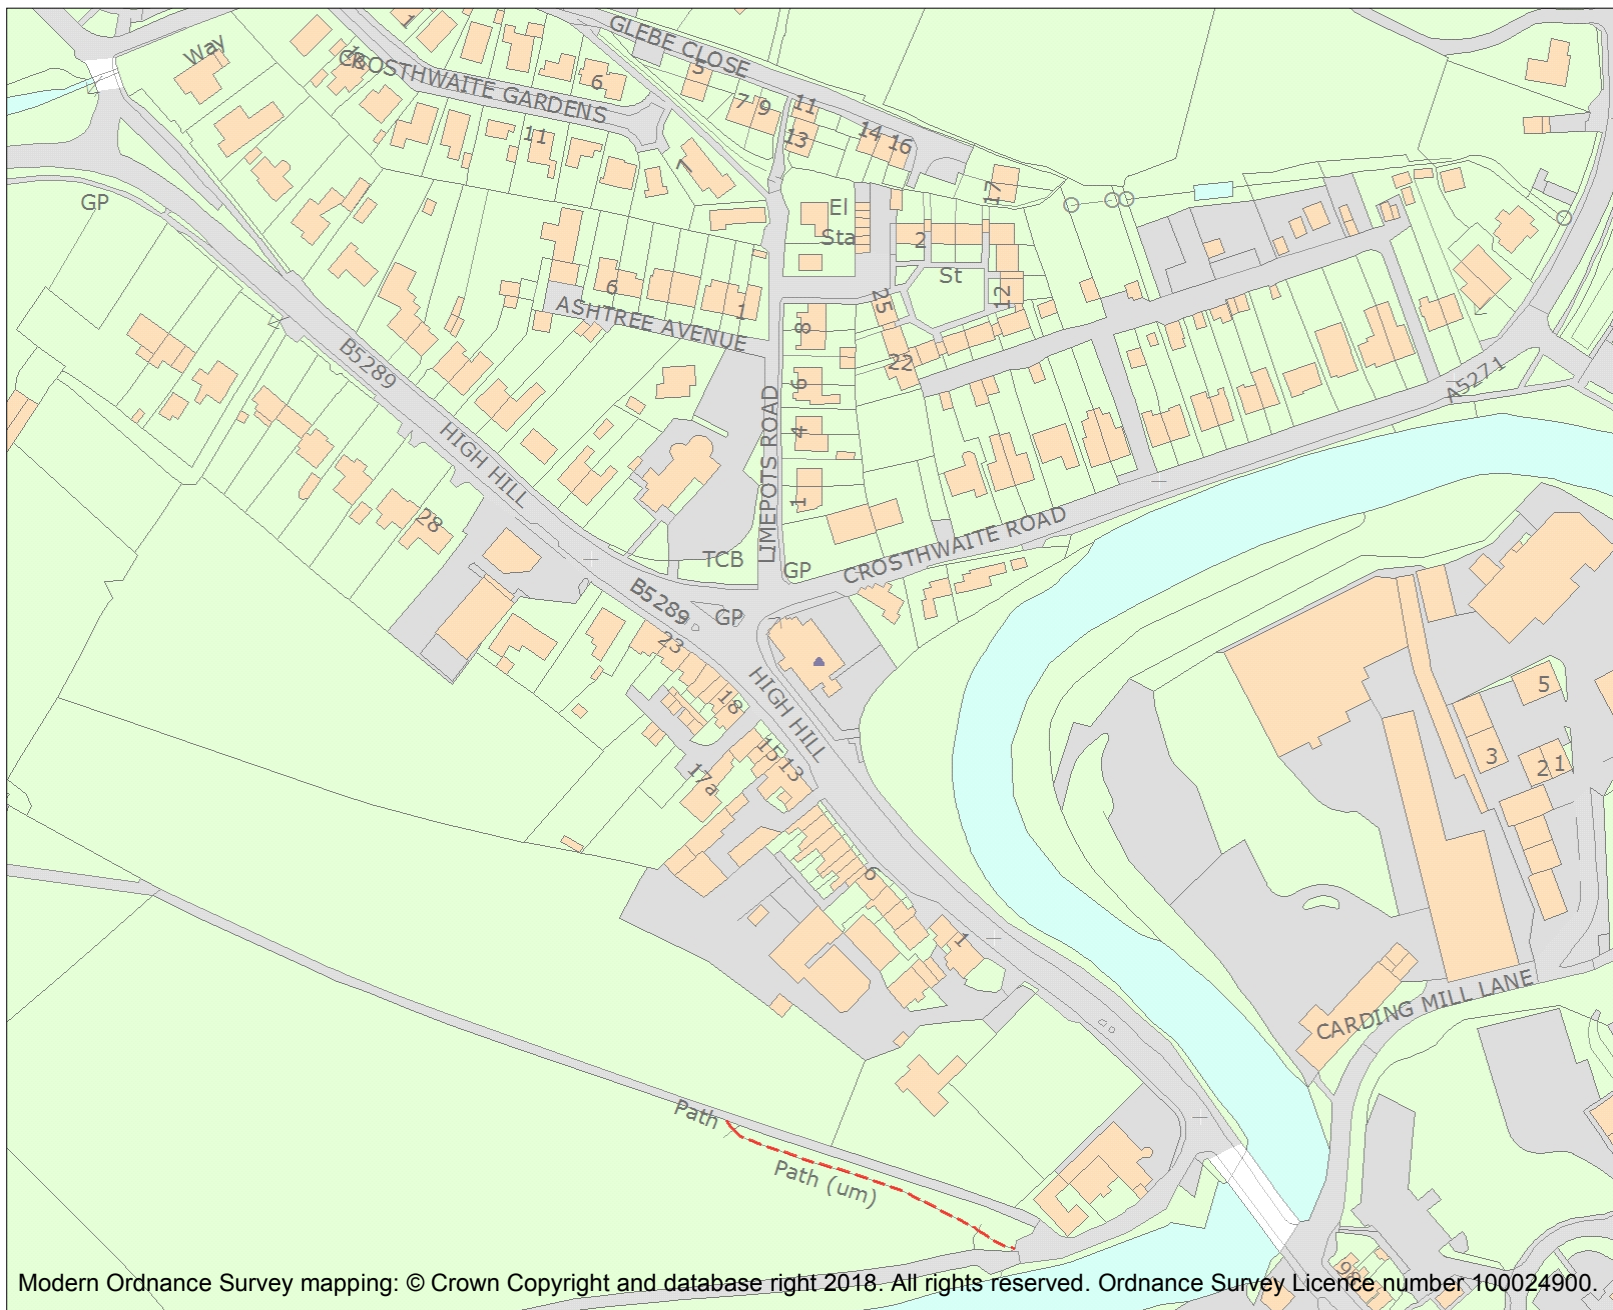 GLEBE CLOSE
Way
1
18
CROSTHWAITE GARDENS
6
5
7
9
11
13
14
16
11
7
17
GP
El
Sta
2
St
6
1
ASHTREE AVENUE
25
12
8
22
B5289
6
4
1
A5271
HIGH HILL
LIMEPOTS ROAD
28
TCB
GP
CROSTHWAITE ROAD
B5289
GP
23
18
HIGH HILL
15
13
17a
5
3
2
1
6
1
CARDING MILL LANE
Path
Path (um)
98
Modern Ordnance Survey mapping: © Crown Copyright and database right 2018. All rights reserved. Ordnance Survey Licence number 100024900.